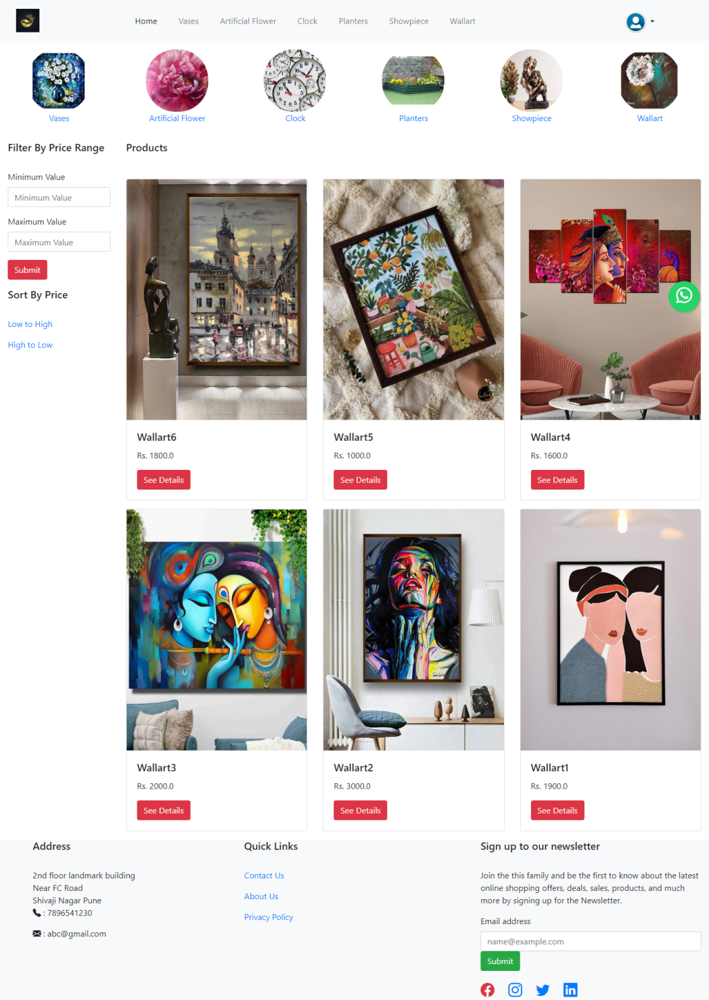 Home Vases Artificial Flower Clock Planters Showpiece Wallart
Vases Artificial Flower Clock Planters Showpiece Wallart
Filter By Price Range
Minimum Value
Minimum Value
Maximum Value
Maximum Value
Submit
Sort By Price
Low to High
High to Low
Products
Wallart6
Rs. 1800.0
See Details
Wallart5
Rs. 1000.0
See Details
Wallart4
Rs. 1600.0
See Details
Wallart3
Rs. 2000.0
See Details
Wallart2
Rs. 3000.0
See Details
Wallart1
Rs. 1900.0
See Details
Address
2nd floor landmark building
Near FC Road
Shivaji Nagar Pune
: 7896541230
: abc@gmail.com
Quick Links
Contact Us
About Us
Privacy Policy
Sign up to our newsletter
Join the this family and be the first to know about the latest
online shopping offers, deals, sales, products, and much
more by signing up for the Newsletter.
Email address
name@example.com
Submit